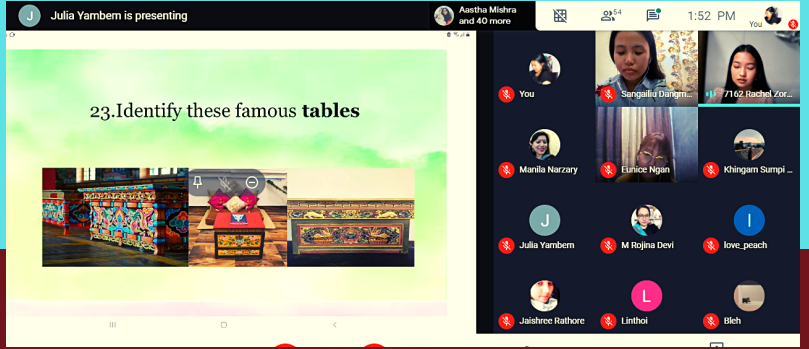 J
Julia Yambem is presenting
Aastha Mishra
and 40 more
54
1:52 PM
You
23.Identify these famous tables
You
Sangailiu Dangm...
7162 Rachel Zor...
Manila Narzary
Eunice Ngan
Khingam Sumpi ...
J
Julia Yambem
M Rojina Devi
I
love_peach
Jaishree Rathore
L
Linthoi
Bleh